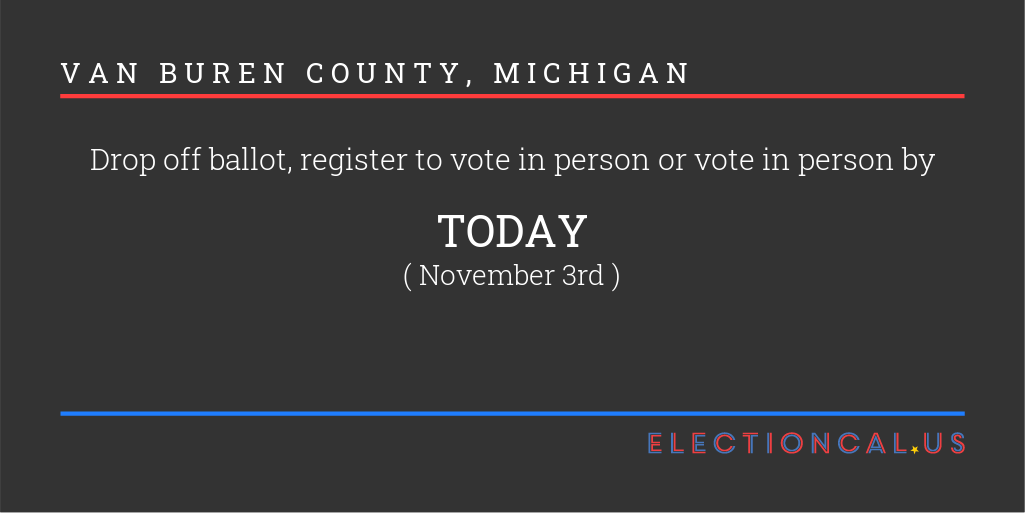 VAN BUREN COUNTY, MICHIGAN
Drop off ballot, register to vote in person or vote in person by
TODAY
( November 3rd )
ELECTIONCAL.US